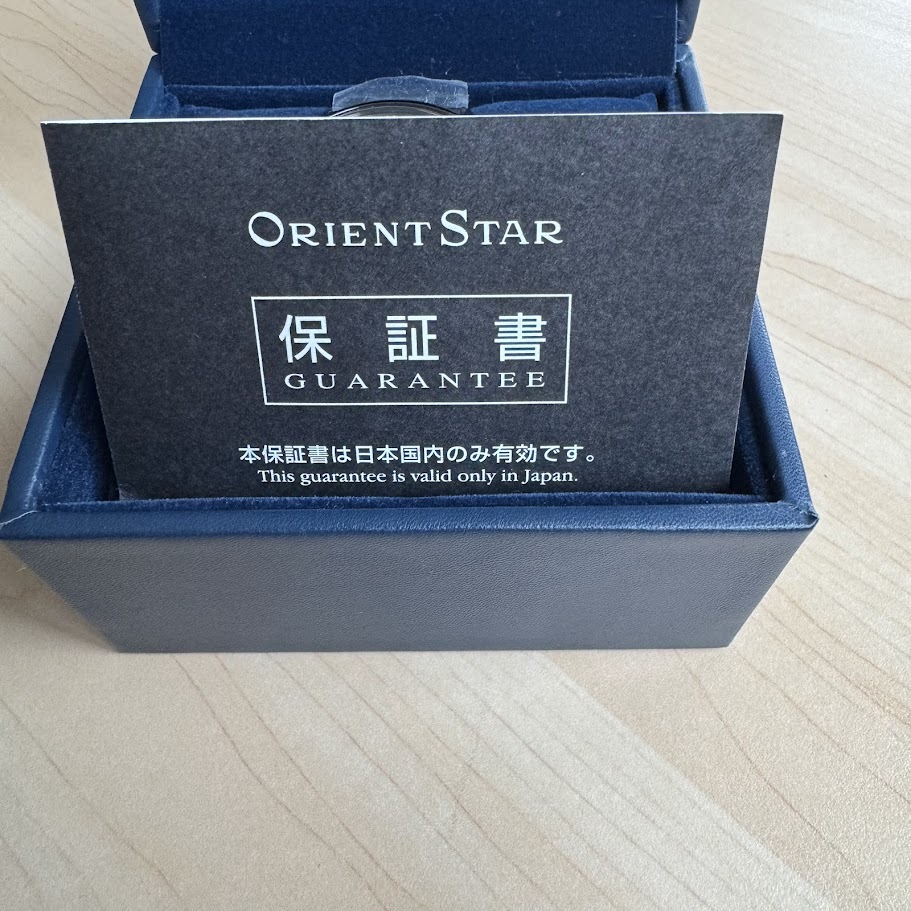 ORIENT STAR
保証書
GUARANTEE
本保証書は日本国内のみ有効です。
This guarantee is valid only in Japan.